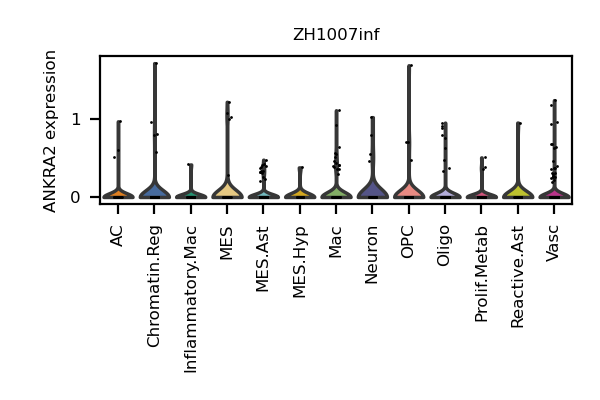 ZH1007inf
ANKRA2 expression
1
0
AC
Chromatin.Reg
Inflammatory.Mac
MES
MES.Ast
MES.Hyp
Mac
Neuron
OPC
Oligo
Prolif.Metab
Reactive.Ast
Vasc